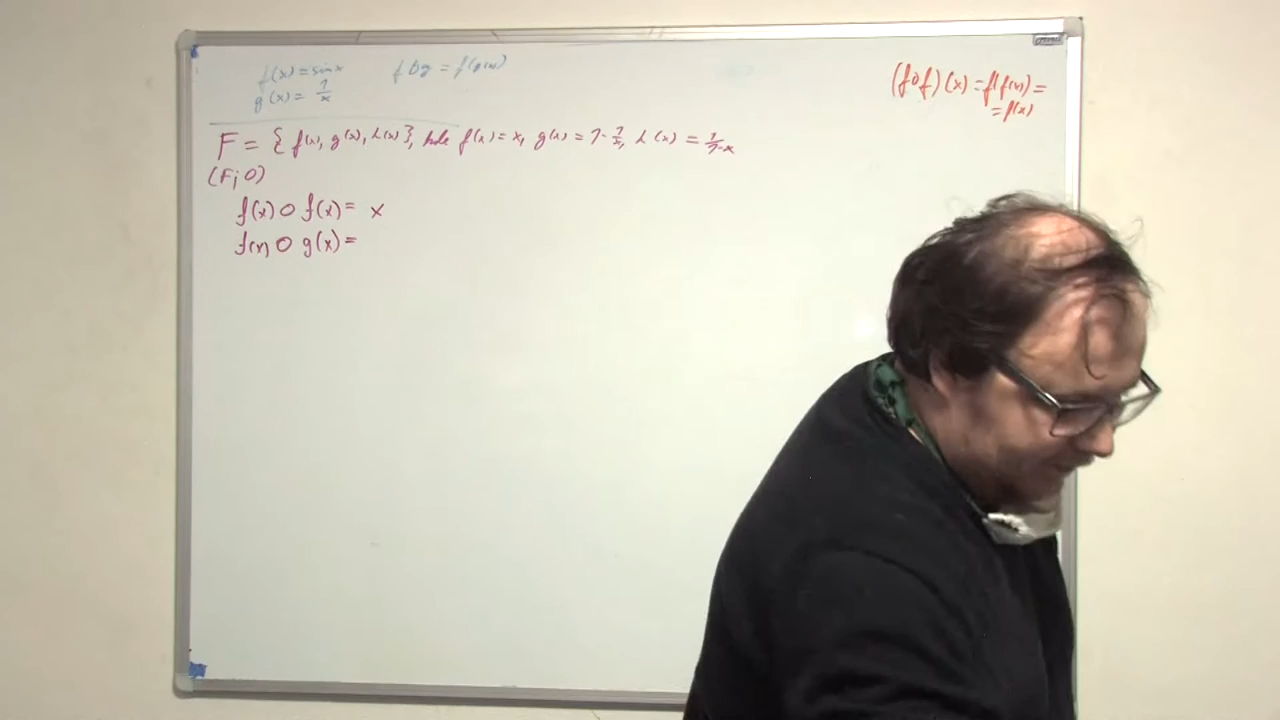 f(x) = sin x f∘g = f(g(x))
g(x) = 1/x
(f∘f)(x) = f(f(x)) =
= f(x)
F = { f(x), g(x), h(x) }, kde f(x) = x, g(x) = 1 - 1/x, h(x) = 1/1-x
(F; ∘)
f(x) ∘ f(x) = x
f(x) ∘ g(x) =